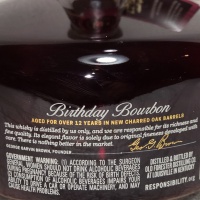 Birthday Bourbon
AGED FOR OVER 12 YEARS IN NEW CHARRED OAK BARRELS
This whiskey is distilled by us only, and we are responsible for its richness and
fine quality. Its elegant flavor is solely due to original fineness developed with
care. There is nothing better in the market.
GEORGE GARVIN BROWN, FOUNDER
GOVERNMENT WARNING: (1) ACCORDING TO THE SURGEON
GENERAL, WOMEN SHOULD NOT DRINK ALCOHOLIC BEVERAGES
DURING PREGNANCY BECAUSE OF THE RISK OF BIRTH DEFECTS.
(2) CONSUMPTION OF ALCOHOLIC BEVERAGES IMPAIRS YOUR
ABILITY TO DRIVE A CAR OR OPERATE MACHINERY, AND MAY
CAUSE HEALTH PROBLEMS.
DISTILLED & BOTTLED BY
OLD FORESTER DISTILLING CO.
AT LOUISVILLE IN KENTUCKY
RESPONSIBILITY.org